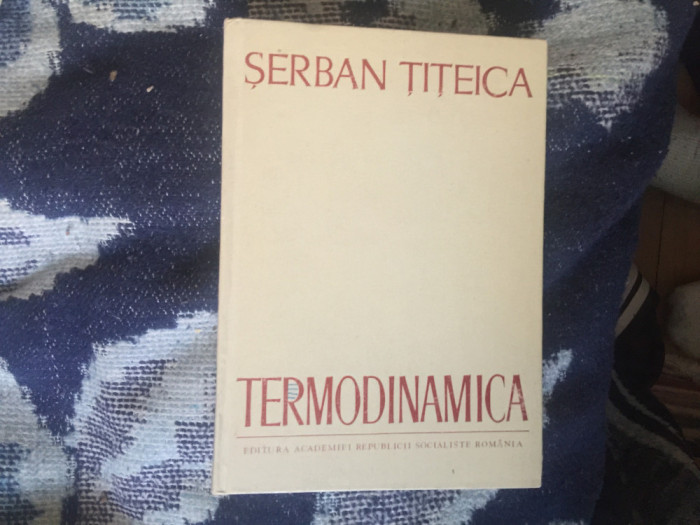 ȘERBAN ȚIȚEICA
TERMODINAMICA
EDITURA ACADEMIEI REPUBLICII SOCIALISTE ROMÂNIA